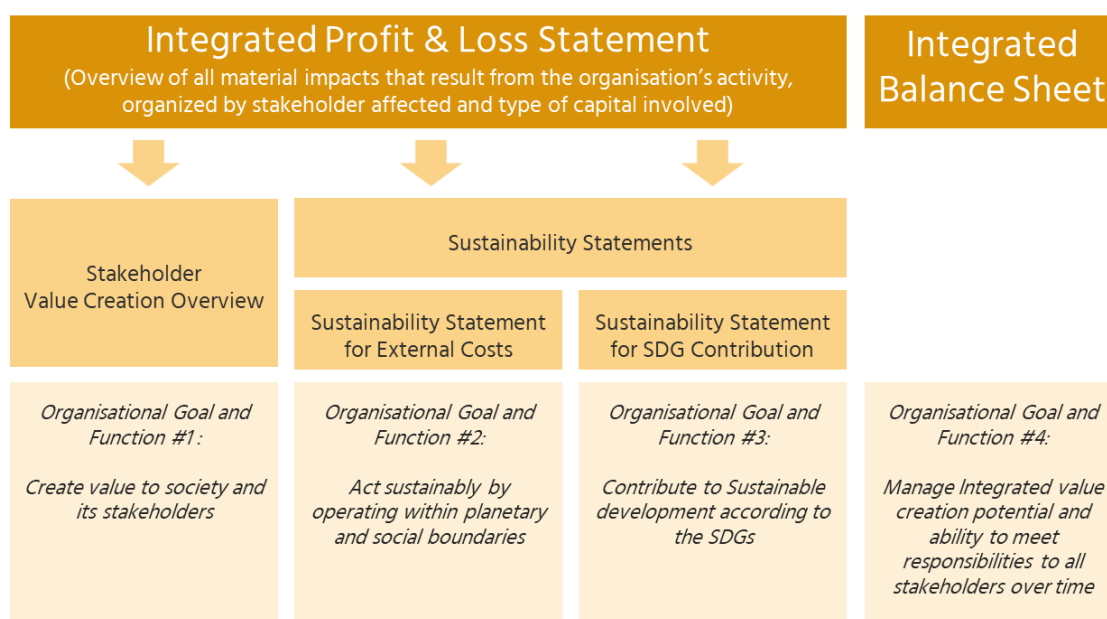 Integrated Profit & Loss Statement
(Overview of all material impacts that result from the organisation's activity,
organized by stakeholder affected and type of capital involved)
Integrated
Balance Sheet
Stakeholder
Value Creation Overview
Sustainability Statements
Sustainability Statement
for External Costs
Sustainability Statement
for SDG Contribution
Organisational Goal and
Function #1:
Create value to society and
its stakeholders
Organisational Goal and
Function #2:
Act sustainably by
operating within planetary
and social boundaries
Organisational Goal and
Function #3:
Contribute to Sustainable
development according to
the SDGs
Organisational Goal and
Function #4:
Manage Integrated value
creation potential and
ability to meet
responsibilities to all
stakeholders over time